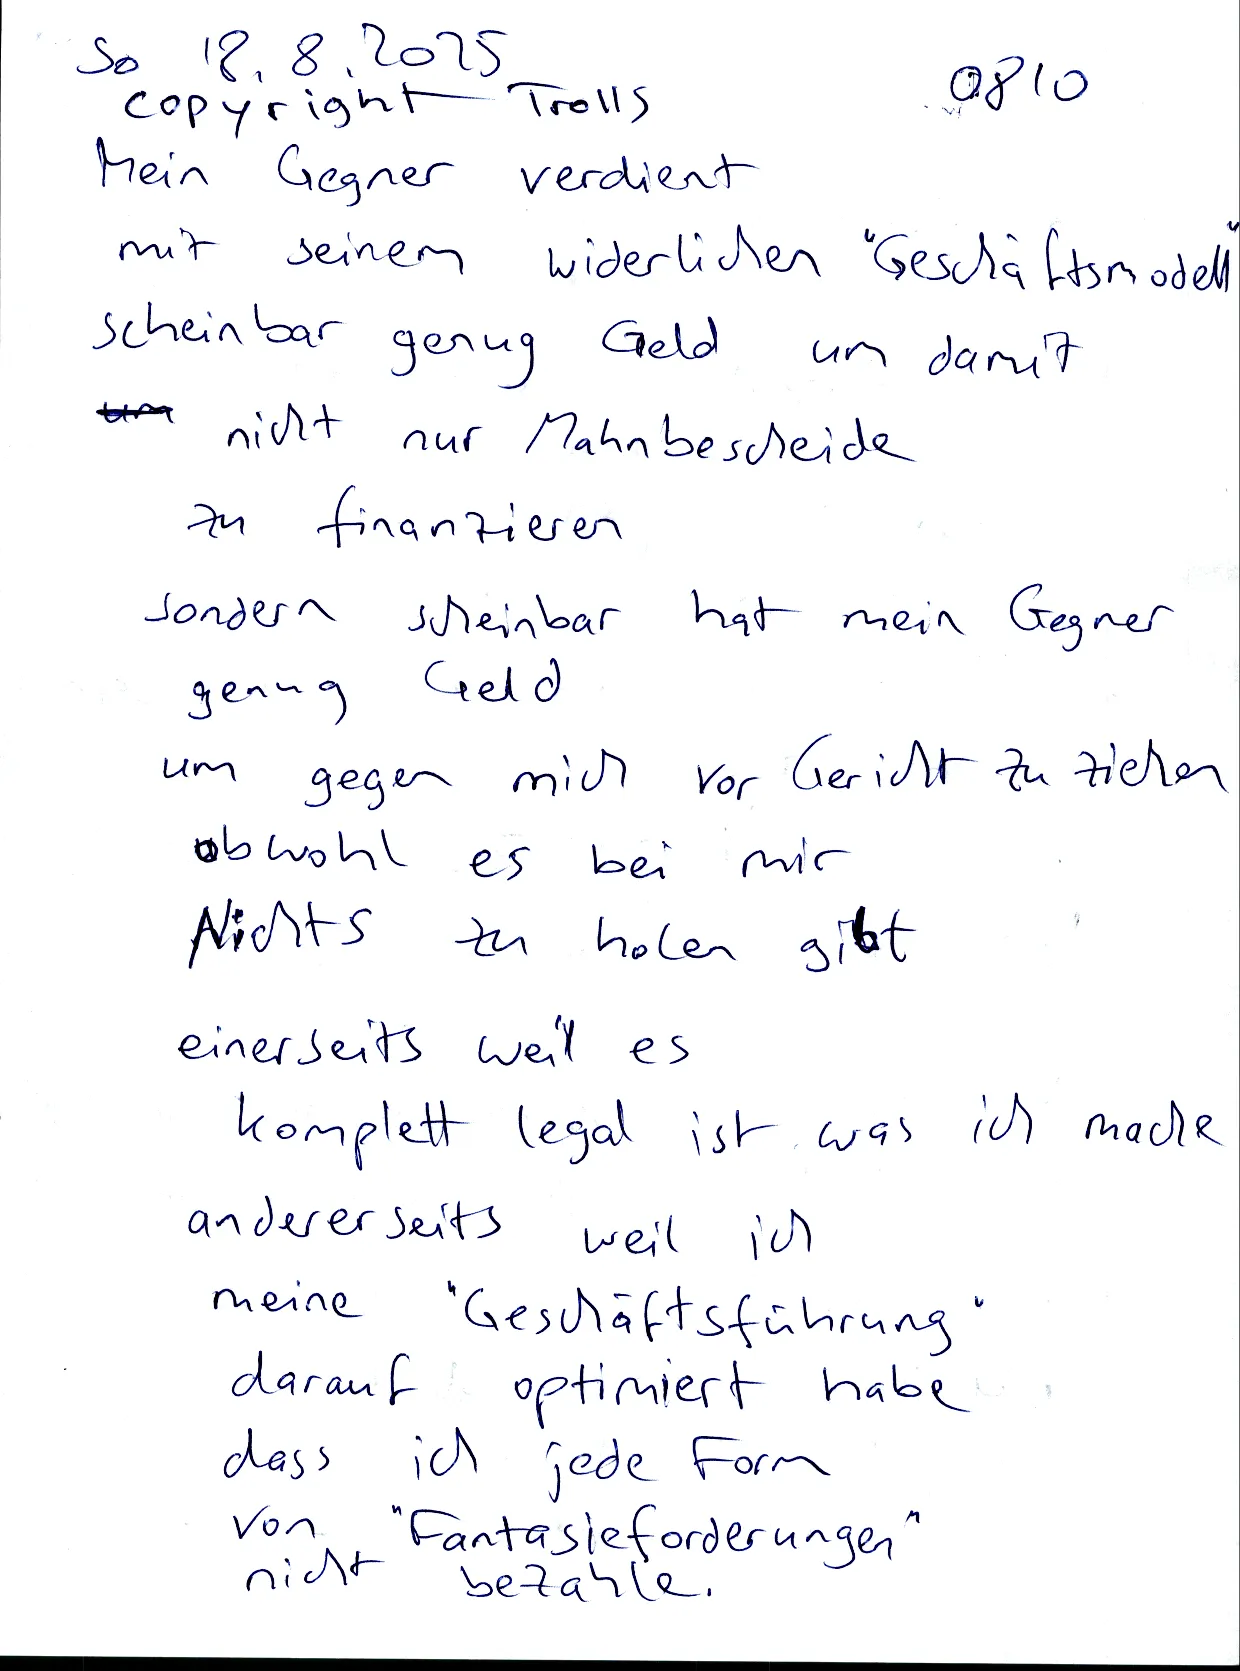 So 18.8.2025
0810
copyright Trolls
Mein Gegner verdient
mit seinem widerlichen "Geschäftsmodell"
scheinbar genug Geld um damit
um nicht nur Mahnbescheide
zu finanzieren
sondern scheinbar hat mein Gegner
genug Geld
um gegen mich vor Gericht zu ziehen
obwohl es bei mir
Nichts zu holen gibt
einerseits weil es
komplett legal ist was ich mache
andererseits weil ich
meine "Geschäftsführung"
darauf optimiert habe
dass ich jede Form
von "Fantasieforderungen"
nicht bezahle.